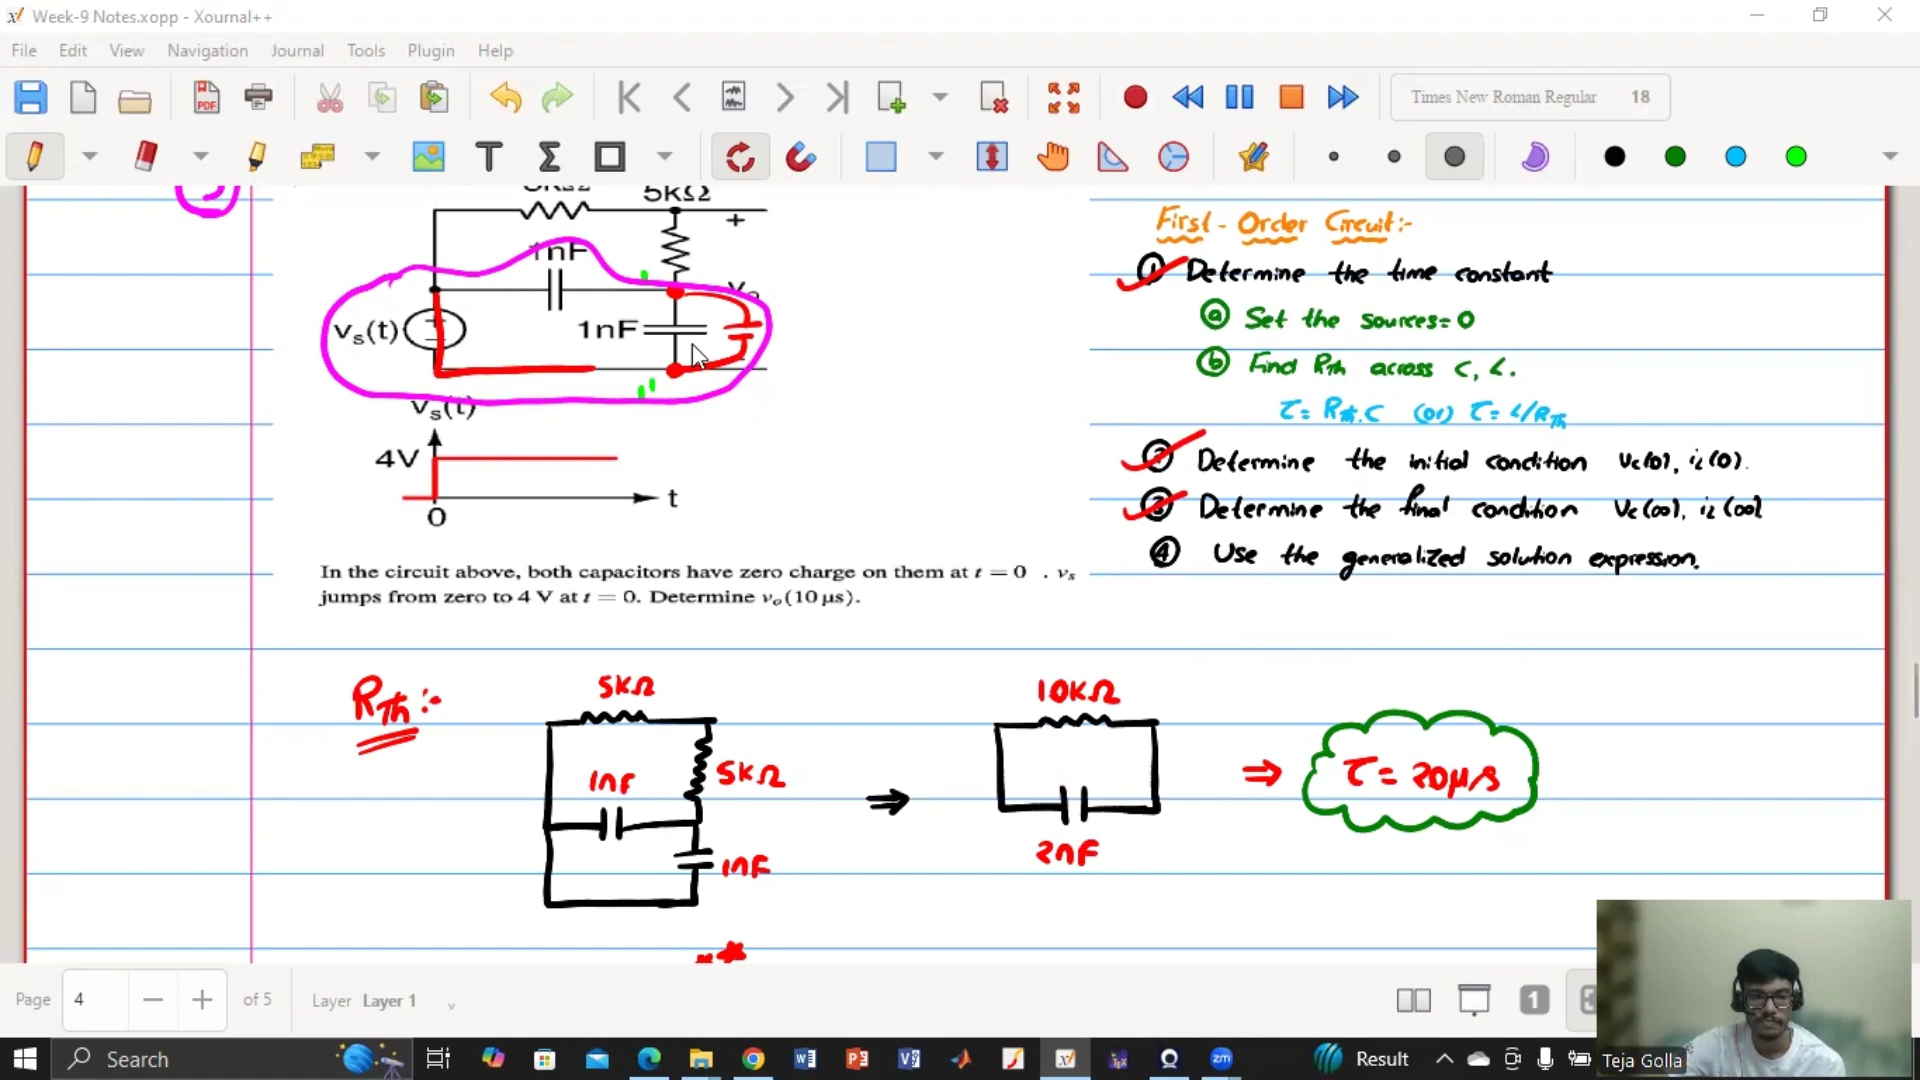 Week-9 Notes.xopp - Xournal++
File Edit View Navigation Journal Tools Plugin Help
Times New Roman Regular 18
5kΩ
+
1nF
1nF
vs(t)
vs(t)
4V
t
0
In the circuit above, both capacitors have zero charge on them at t = 0 . vs
jumps from zero to 4 V at t = 0. Determine vo(10 µs).
First-Order Circuit:-
① Determine the time constant
ⓐ Set the sources=0
ⓑ Find RTh across C, L.
τ= RTh.C (or) τ= L/RTh
② Determine the initial condition Vc(0), iL(0).
③ Determine the final condition Vc(∞), iL(∞)
④ Use the generalized solution expression.
RTh:-
5KΩ
5KΩ
1nF
1nF
⇒
10KΩ
2nF
⇒ τ= 20μs
Page 4 of 5 Layer Layer 1
1
Search
Result
Teja Golla